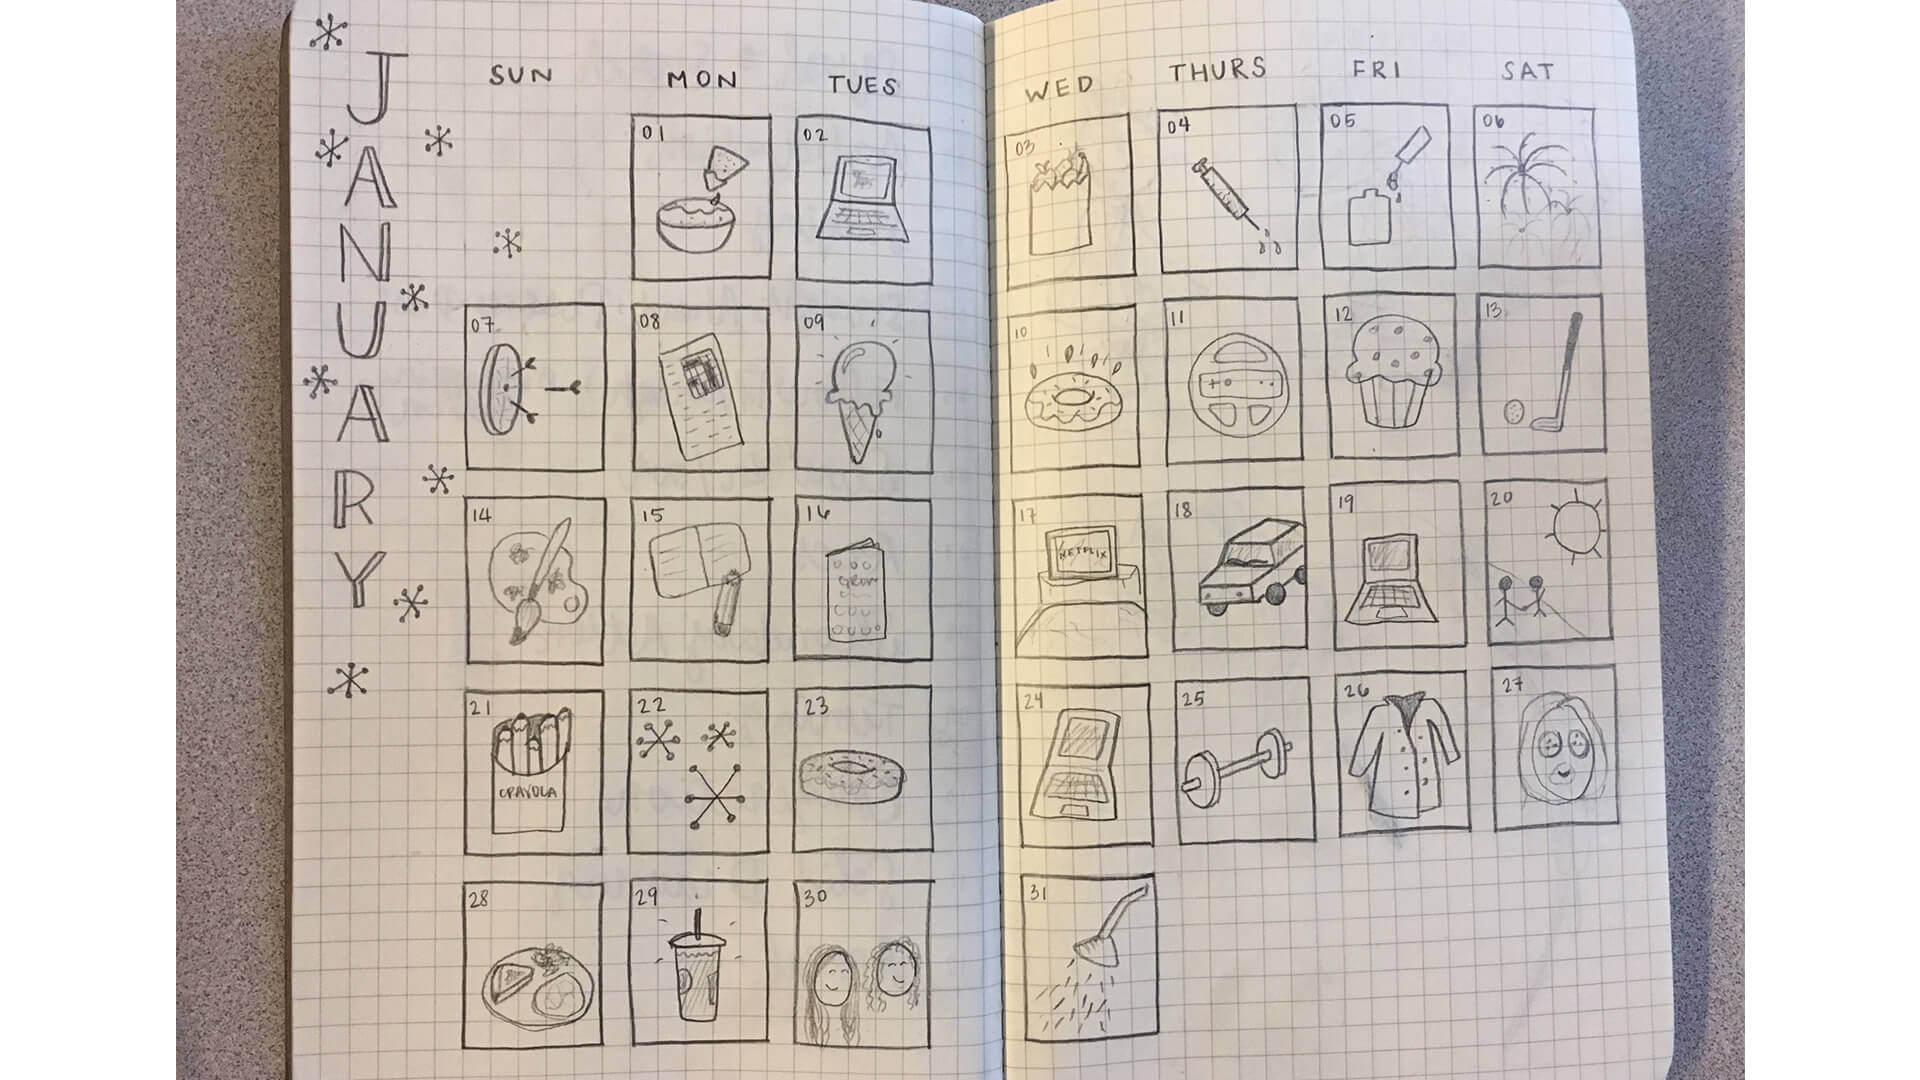 JANUARY
SUN MON TUES WED THURS FRI SAT
01 02 03 04 05 06
07 08 09 10 11 12 13
14 15 16 17 18 19 20
NETFLIX
21 22 23 24 25 26 27
CRAYOLA
28 29 30 31